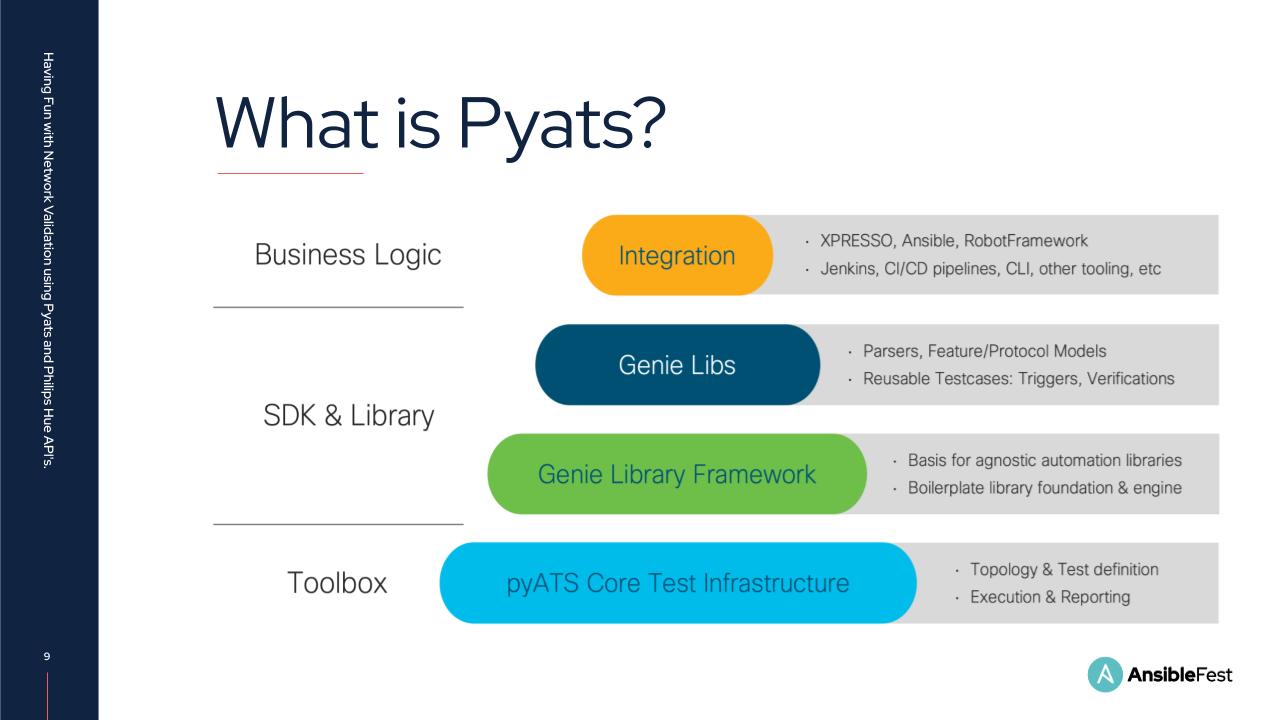 Having Fun with Network Validation using Pyats and Philips Hue API's.
What is Pyats?
Business Logic
Integration
· XPRESSO, Ansible, RobotFramework
· Jenkins, CI/CD pipelines, CLI, other tooling, etc
SDK & Library
Genie Libs
· Parsers, Feature/Protocol Models
· Reusable Testcases: Triggers, Verifications
Genie Library Framework
· Basis for agnostic automation libraries
· Boilerplate library foundation & engine
Toolbox
pyATS Core Test Infrastructure
· Topology & Test definition
· Execution & Reporting
9
AnsibleFest